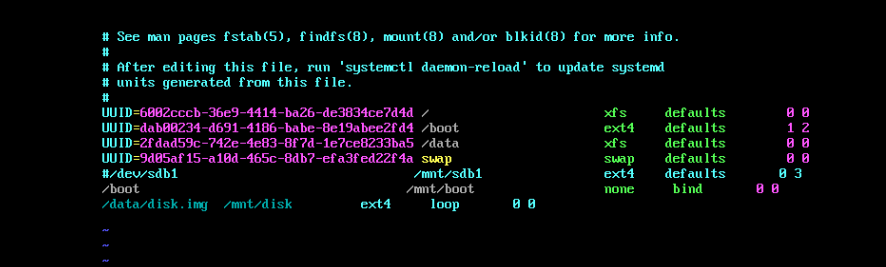 # See man pages fstab(5), findfs(8), mount(8) and/or blkid(8) for more info.
#
# After editing this file, run 'systemctl daemon-reload' to update systemd
# units generated from this file.
#
UUID=6002cccb-36e9-4414-ba26-de3834ce7d4d / xfs defaults 0 0
UUID=dab00234-d691-4186-babe-8e19abee2fd4 /boot ext4 defaults 1 2
UUID=2fdad59c-742e-4e83-8f7d-1e7ce8233ba5 /data xfs defaults 0 0
UUID=9d05af15-a10d-465c-8db7-efa3fed22f4a swap swap defaults 0 0
#/dev/sdb1 /mnt/sdb1 ext4 defaults 0 3
/boot /mnt/boot none bind 0 0
/data/disk.img /mnt/disk ext4 loop 0 0
~
~
~